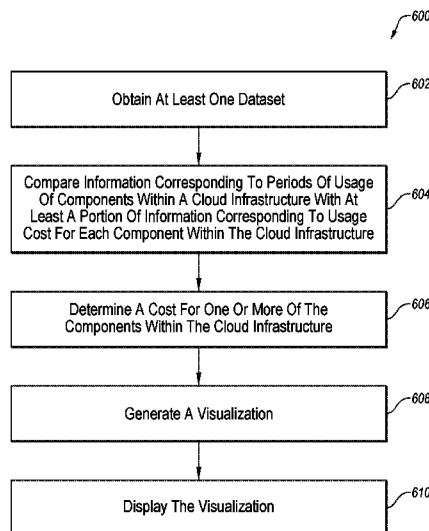 600
Obtain At Least One Dataset
602
Compare Information Corresponding To Periods Of Usage
Of Components Within A Cloud Infrastructure With At
Least A Portion Of Information Corresponding To Usage
Cost For Each Component Within The Cloud Infrastructure
604
Determine A Cost For One Or More Of The
Components Within The Cloud Infrastructure
606
Generate A Visualization
608
Display The Visualization
610